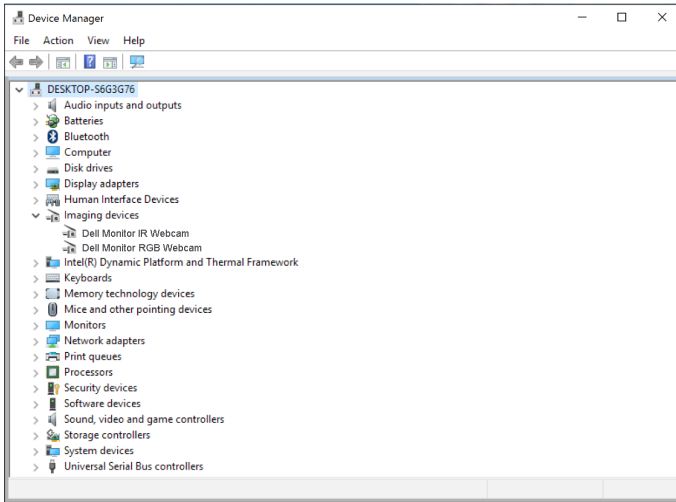 Device Manager
File Action View Help
DESKTOP-S6G3G76
Audio inputs and outputs
Batteries
Bluetooth
Computer
Disk drives
Display adapters
Human Interface Devices
Imaging devices
Dell Monitor IR Webcam
Dell Monitor RGB Webcam
Intel(R) Dynamic Platform and Thermal Framework
Keyboards
Memory technology devices
Mice and other pointing devices
Monitors
Network adapters
Print queues
Processors
Security devices
Software devices
Sound, video and game controllers
Storage controllers
System devices
Universal Serial Bus controllers